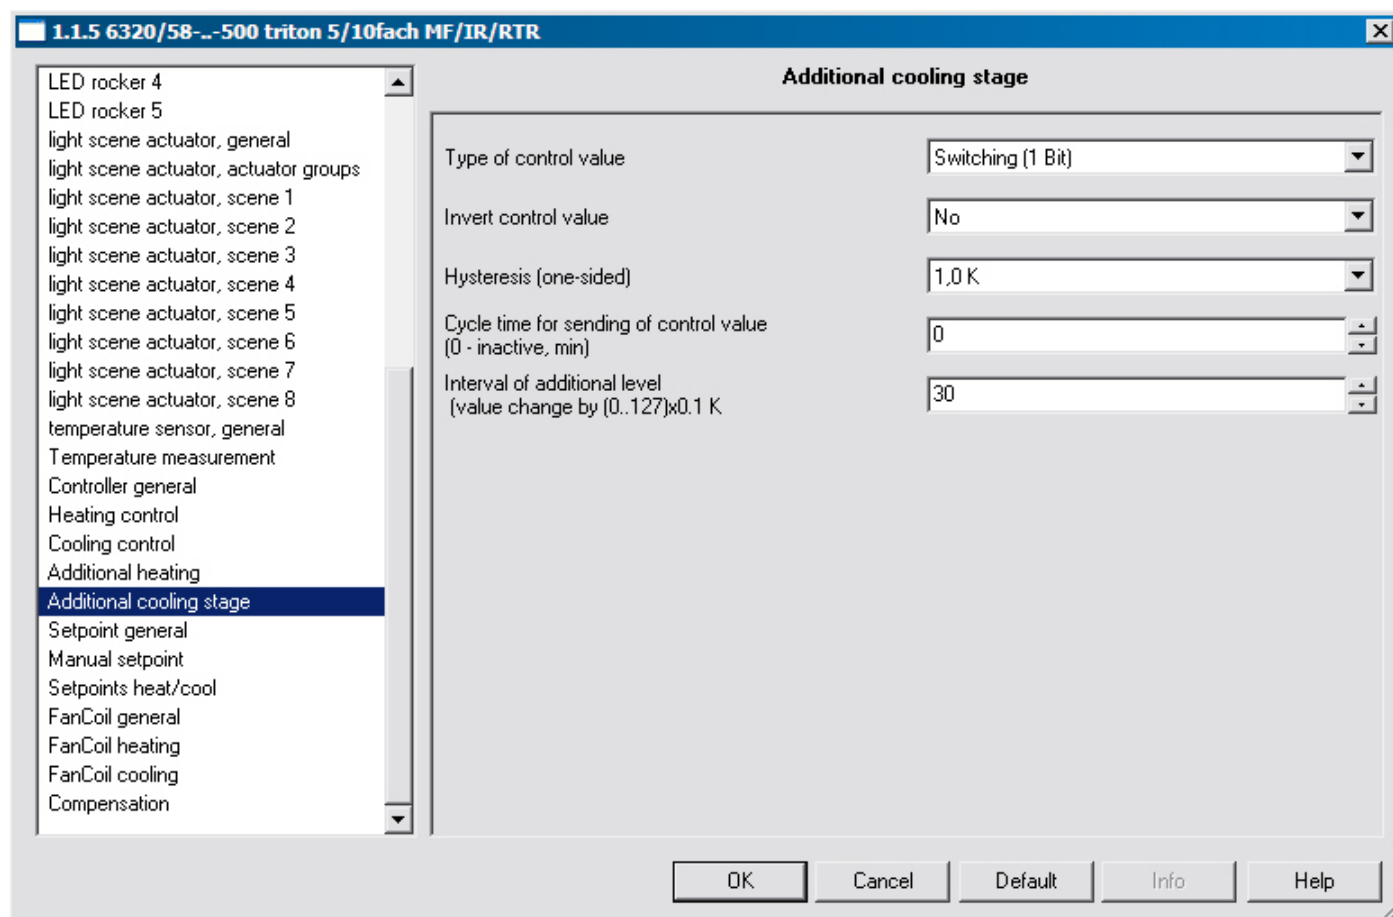 1.1.5 6320/58-..-500 triton 5/10fach MF/IR/RTR
LED rocker 4
LED rocker 5
light scene actuator, general
light scene actuator, actuator groups
light scene actuator, scene 1
light scene actuator, scene 2
light scene actuator, scene 3
light scene actuator, scene 4
light scene actuator, scene 5
light scene actuator, scene 6
light scene actuator, scene 7
light scene actuator, scene 8
temperature sensor, general
Temperature measurement
Controller general
Heating control
Cooling control
Additional heating
Additional cooling stage
Setpoint general
Manual setpoint
Setpoints heat/cool
FanCoil general
FanCoil heating
FanCoil cooling
Compensation
Additional cooling stage
Type of control value
Switching (1 Bit)
Invert control value
No
Hysteresis (one-sided)
1,0 K
Cycle time for sending of control value
(0 - inactive, min)
0
Interval of additional level
(value change by (0..127)x0.1 K
30
OK
Cancel
Default
Info
Help